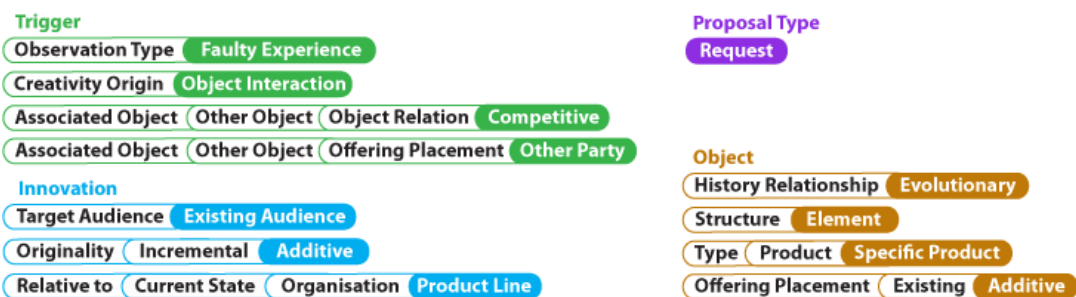 Trigger
Observation Type Faulty Experience
Creativity Origin Object Interaction
Associated Object Other Object Object Relation Competitive
Associated Object Other Object Offering Placement Other Party
Innovation
Target Audience Existing Audience
Originality Incremental Additive
Relative to Current State Organisation Product Line
Proposal Type
Request
Object
History Relationship Evolutionary
Structure Element
Type Product Specific Product
Offering Placement Existing Additive